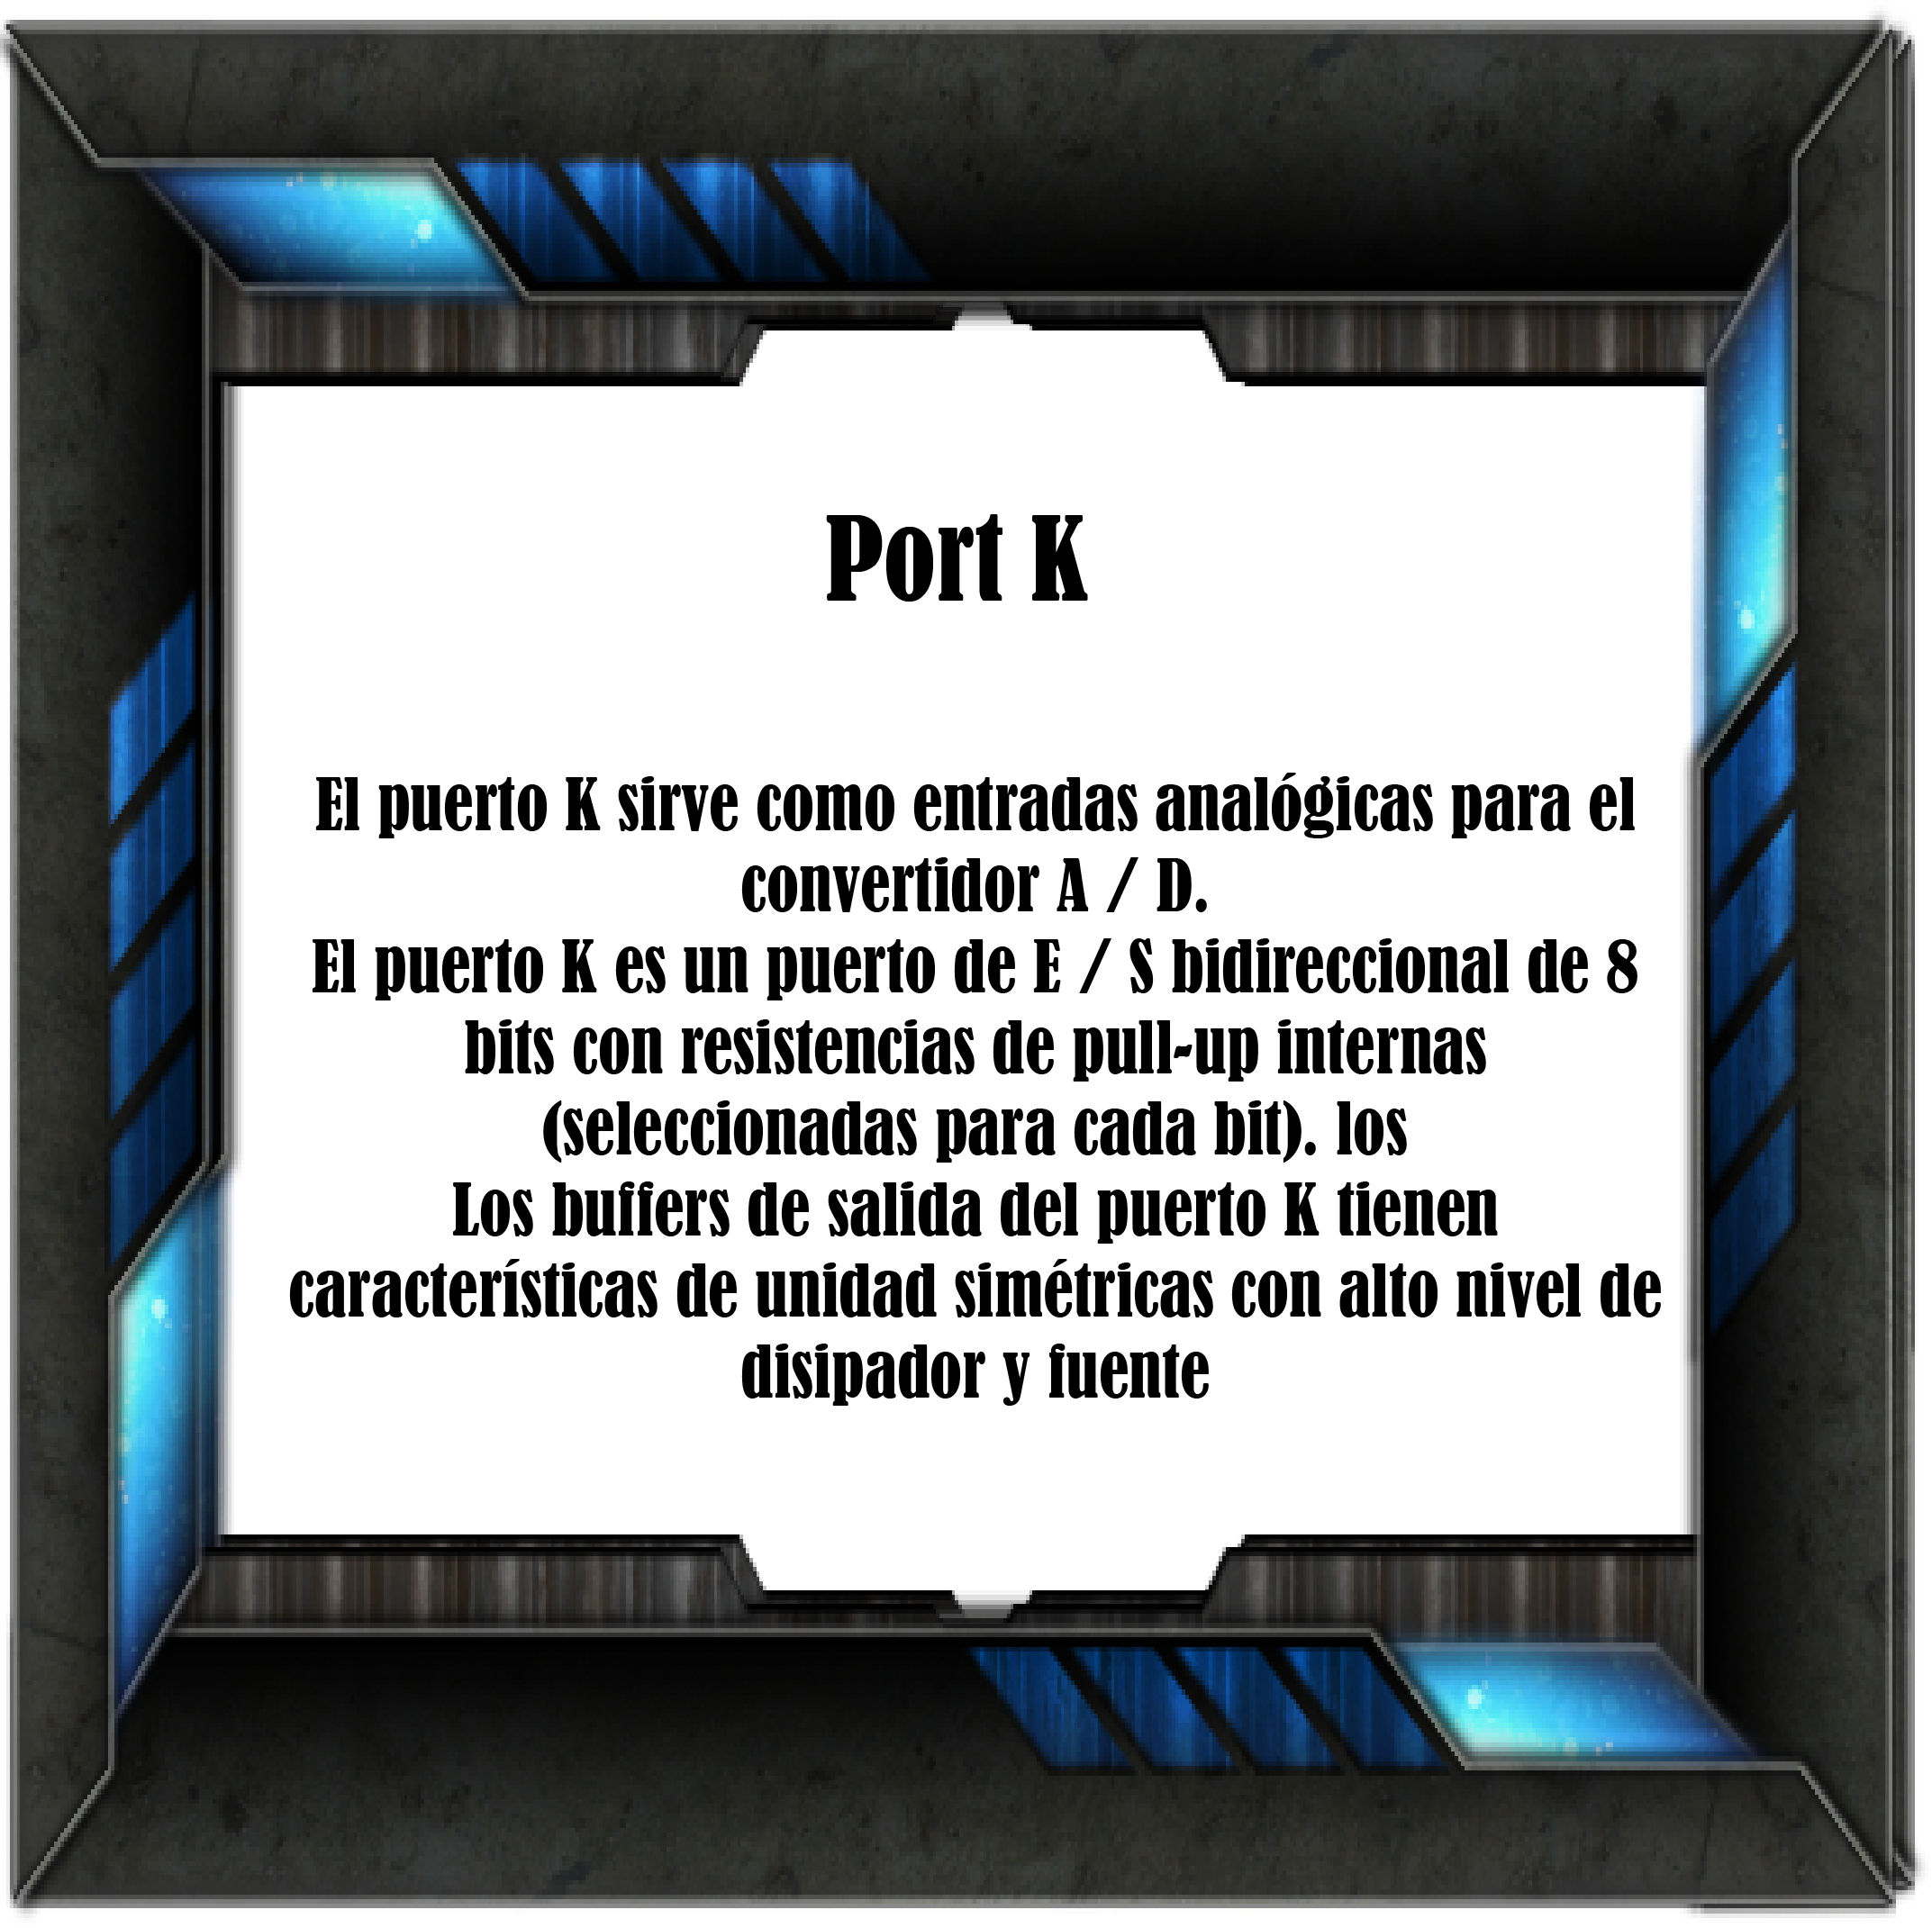 Port K
El puerto K sirve como entradas analógicas para el
convertidor A / D.
El puerto K es un puerto de E / S bidireccional de 8
bits con resistencias de pull-up internas
(seleccionadas para cada bit). los
Los buffers de salida del puerto K tienen
características de unidad simétricas con alto nivel de
disipador y fuente